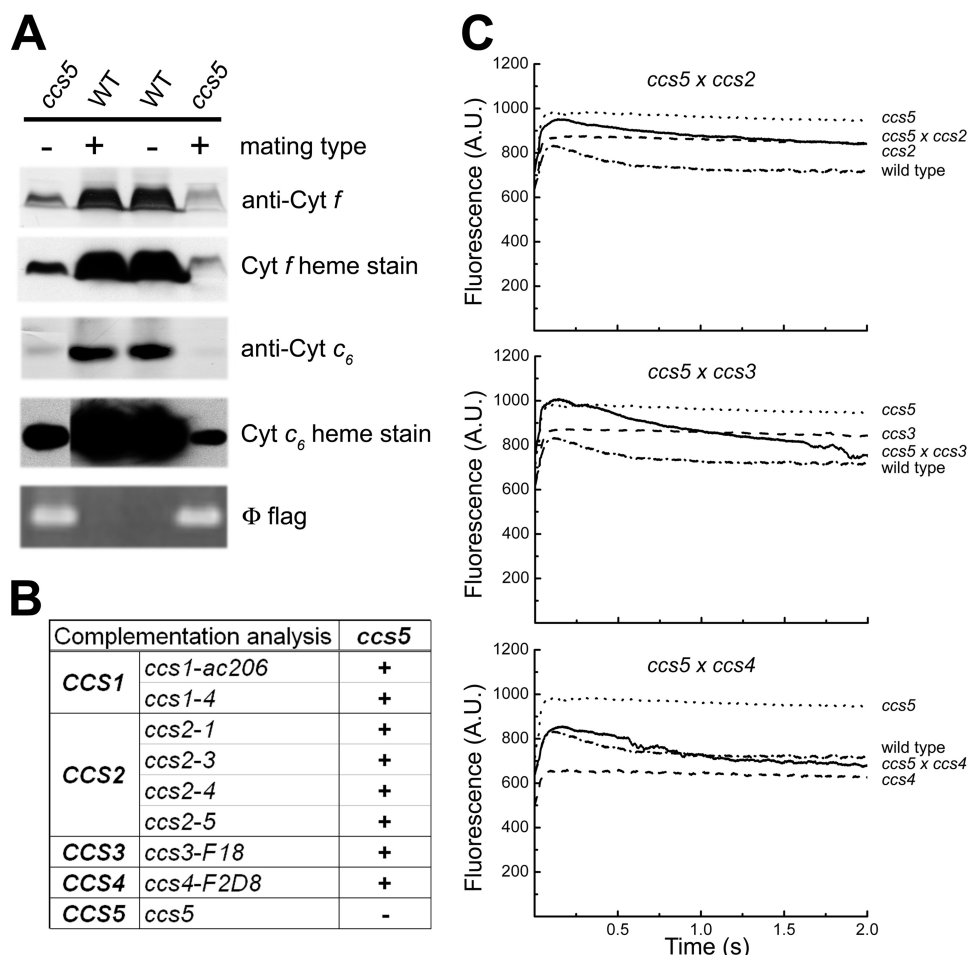 A
ccs5 WT WT ccs5
- + - + mating type
anti-Cyt f
Cyt f heme stain
anti-Cyt c6
Cyt c6 heme stain
Φ flag
B
Complementation analysis ccs5
CCS1 ccs1-ac206 +
ccs1-4 +
CCS2 ccs2-1 +
ccs2-3 +
ccs2-4 +
ccs2-5 +
CCS3 ccs3-F18 +
CCS4 ccs4-F2D8 +
CCS5 ccs5 -
C
ccs5 x ccs2
Fluorescence (A.U.)
1200
1000
800
600
400
200
ccs5
ccs5 x ccs2
ccs2
wild type
ccs5 x ccs3
Fluorescence (A.U.)
1200
1000
800
600
400
200
ccs5
ccs3
ccs5 x ccs3
wild type
ccs5 x ccs4
Fluorescence (A.U.)
1200
1000
800
600
400
200
ccs5
wild type
ccs5 x ccs4
ccs4
0.5 1.0 1.5 2.0
Time (s)